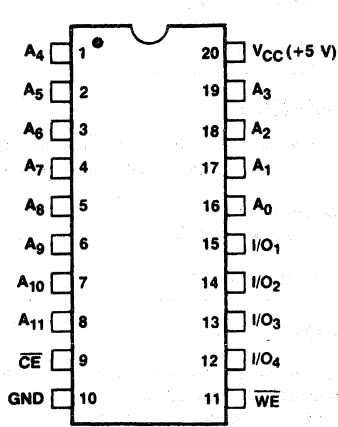 A4 1 20 VCC (+5 V)
A5 2 19 A3
A6 3 18 A2
A7 4 17 A1
A8 5 16 A0
A9 6 15 I/O1
A10 7 14 I/O2
A11 8 13 I/O3
C̅E̅ 9 12 I/O4
GND 10 11 W̅E̅